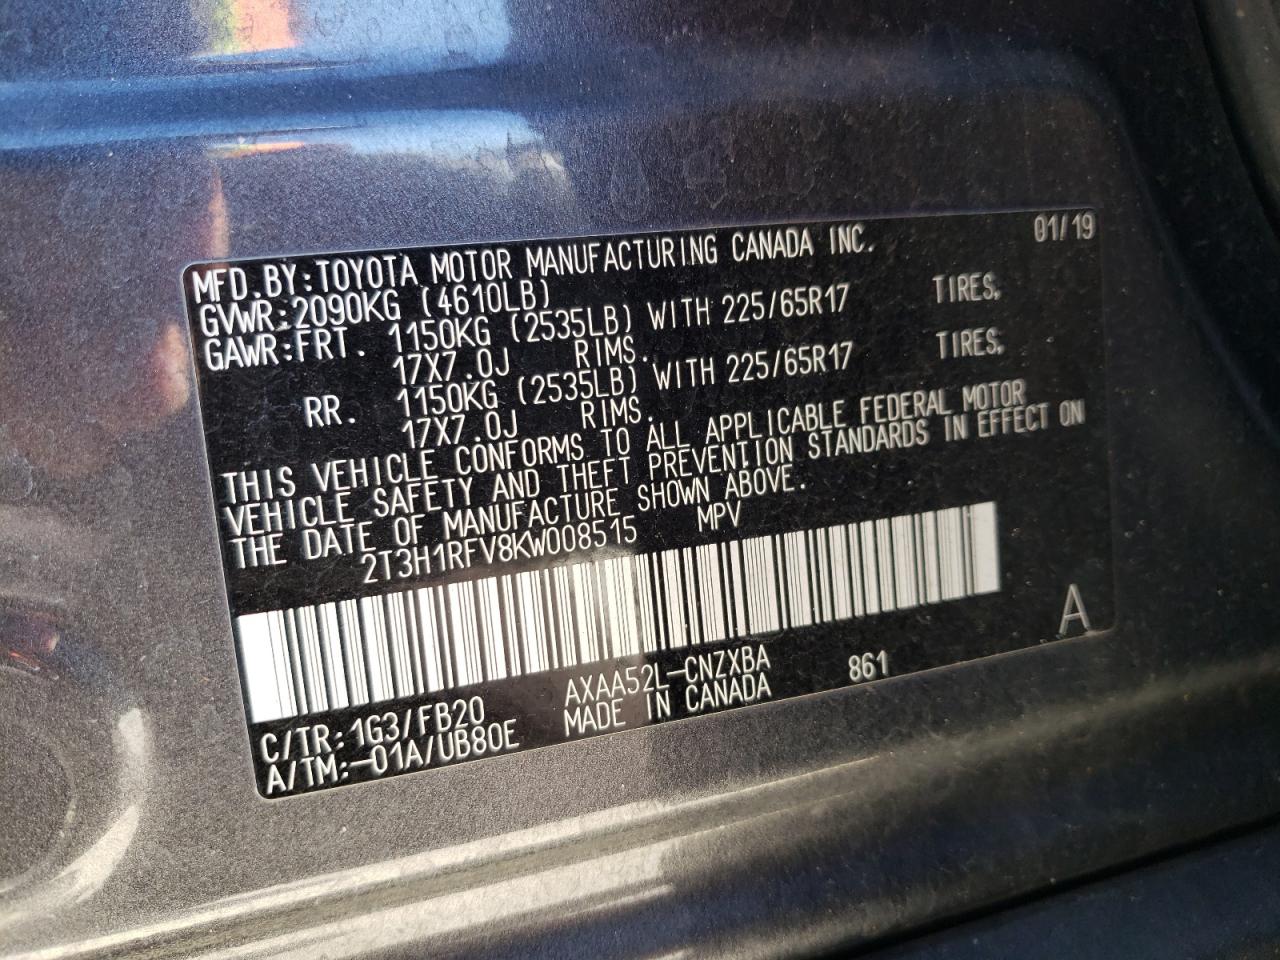 MFD.BY:TOYOTA MOTOR MANUFACTURING CANADA INC. 01/19
GVWR:2090KG (4610LB)
GAWR:FRT. 1150KG (2535LB) WITH 225/65R17 TIRES,
17X7.0J RIMS.
RR. 1150KG (2535LB) WITH 225/65R17 TIRES,
17X7.0J RIMS.
THIS VEHICLE CONFORMS TO ALL APPLICABLE FEDERAL MOTOR
VEHICLE SAFETY AND THEFT PREVENTION STANDARDS IN EFFECT ON
THE DATE OF MANUFACTURE SHOWN ABOVE.
2T3H1RFV8KW008515 MPV
A
C/TR:1G3/FB20 AXAA52L-CNZXBA 861
A/TM:-01A/UB80E MADE IN CANADA